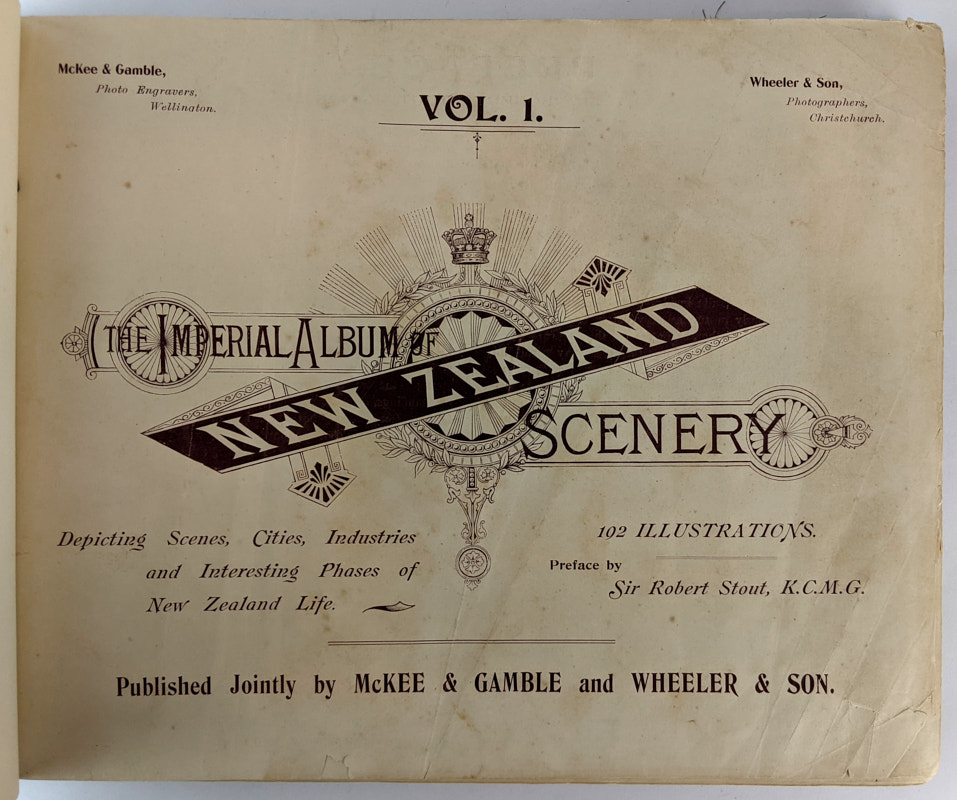 McKee & Gamble,
Photo Engravers,
Wellington.
VOL. 1.
Wheeler & Son,
Photographers,
Christchurch.
THE IMPERIAL ALBUM OF
NEW ZEALAND
SCENERY
Depicting Scenes, Cities, Industries
and Interesting Phases of
New Zealand Life.
192 ILLUSTRATIONS.
Preface by
Sir Robert Stout, K.C.M.G.
Published Jointly by McKEE & GAMBLE and WHEELER & SON.